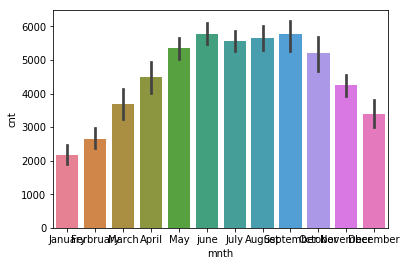 6000
5000
4000
3000
2000
1000
0
cnt
January Ferbruary March April May june July August September October November December
mnth